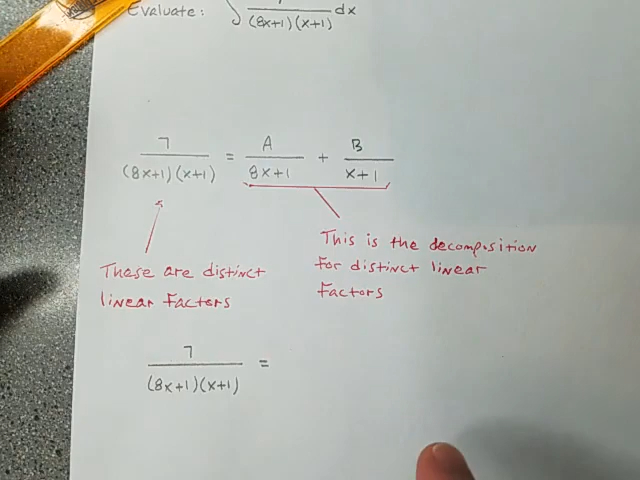 Evaluate: ∫ 7/((8x+1)(x+1)) dx
7/((8x+1)(x+1)) = A/(8x+1) + B/(x+1)
These are distinct
linear factors
This is the decomposition
for distinct linear
factors
7/((8x+1)(x+1)) =